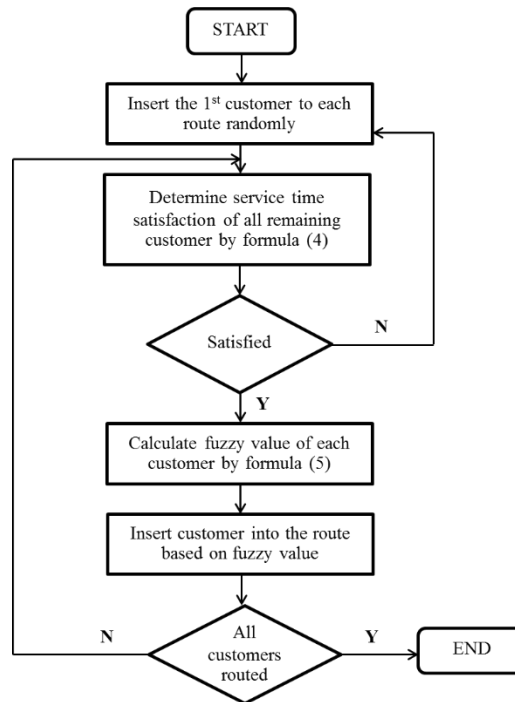 START
Insert the 1st customer to each
route randomly
Determine service time
satisfaction of all remaining
customer by formula (4)
Satisfied
N
Y
Calculate fuzzy value of each
customer by formula (5)
Insert customer into the route
based on fuzzy value
N
All
customers
routed
Y
END